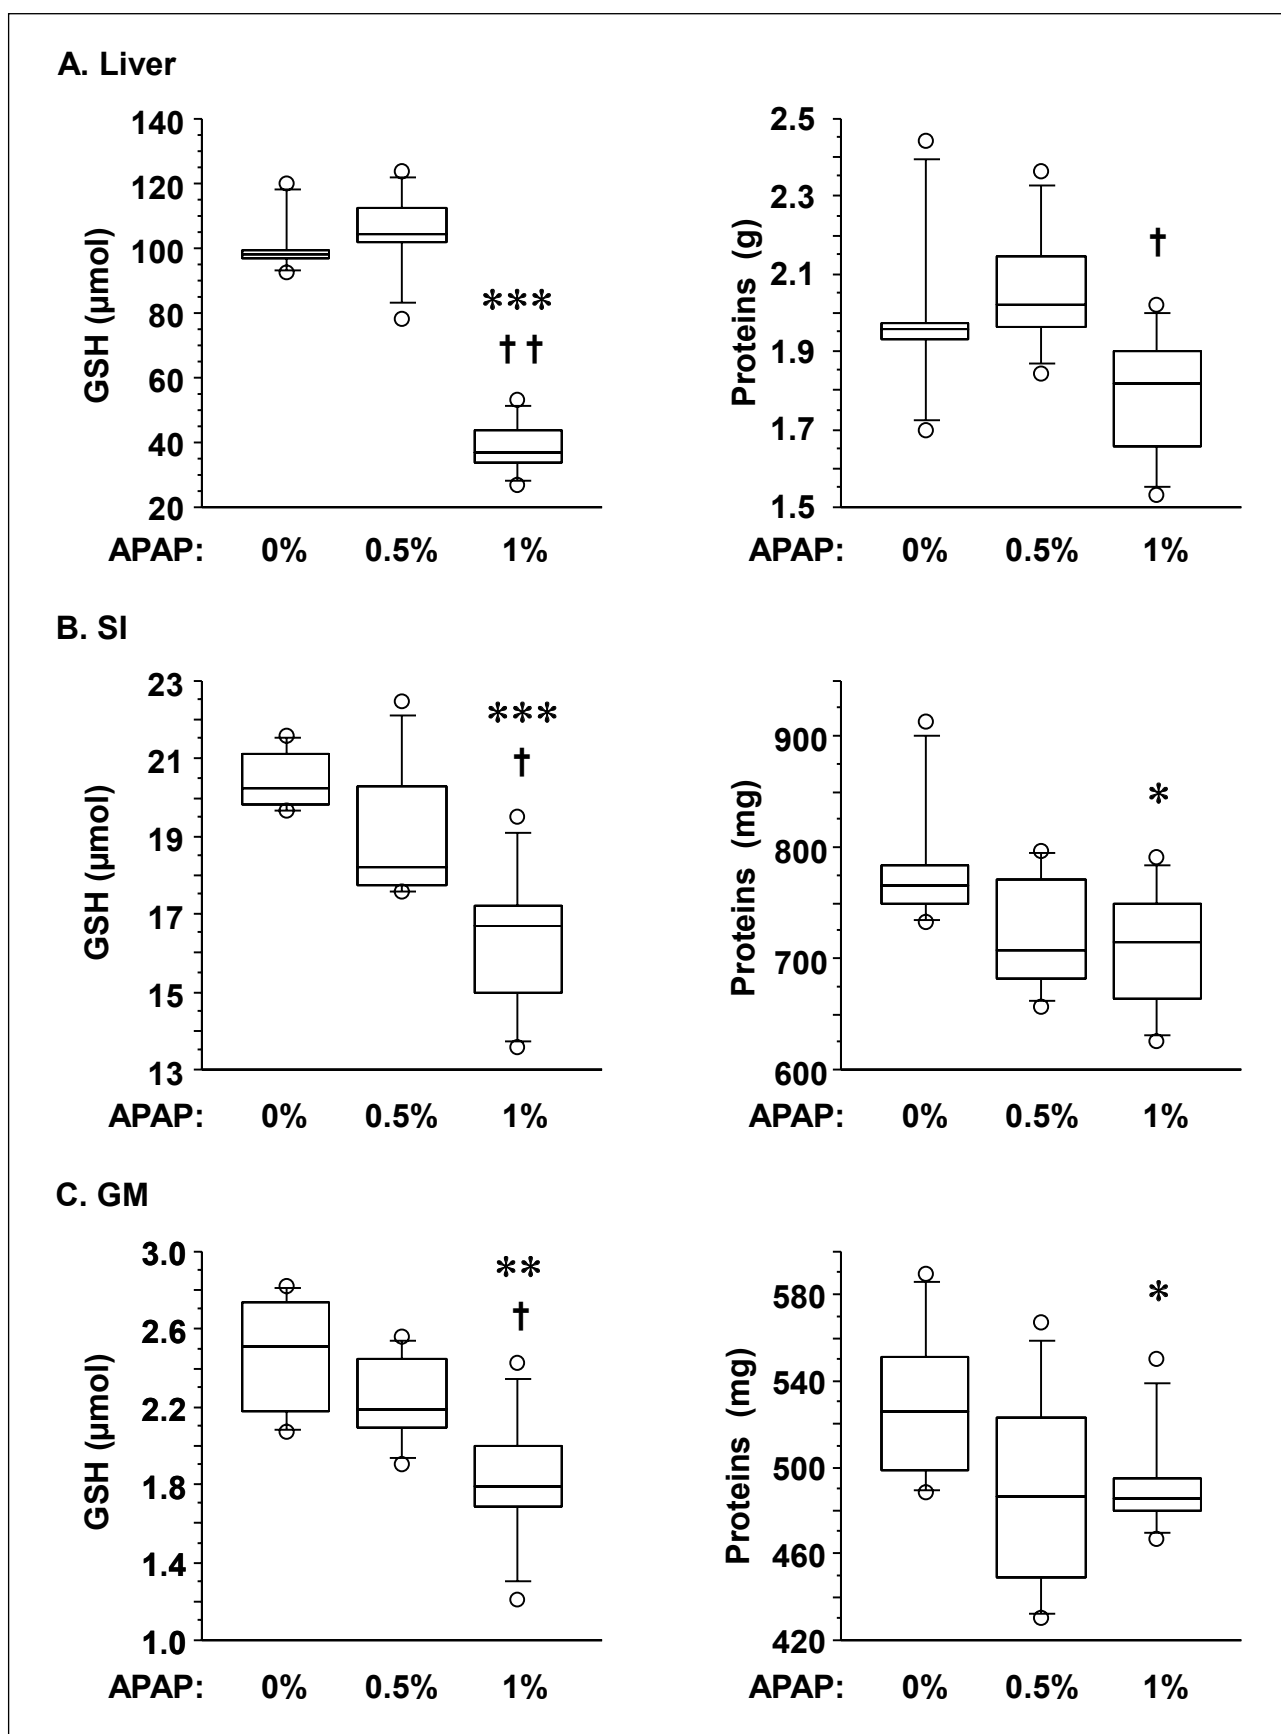 A. Liver
GSH (µmol)
140
120
100
80
60
40
20
***
††
APAP: 0% 0.5% 1%
Proteins (g)
2.5
2.3
2.1
1.9
1.7
1.5
†
APAP: 0% 0.5% 1%
B. SI
GSH (µmol)
23
21
19
17
15
13
***
†
APAP: 0% 0.5% 1%
Proteins (mg)
900
800
700
600
*
APAP: 0% 0.5% 1%
C. GM
GSH (µmol)
3.0
2.6
2.2
1.8
1.4
1.0
**
†
APAP: 0% 0.5% 1%
Proteins (mg)
580
540
500
460
420
*
APAP: 0% 0.5% 1%